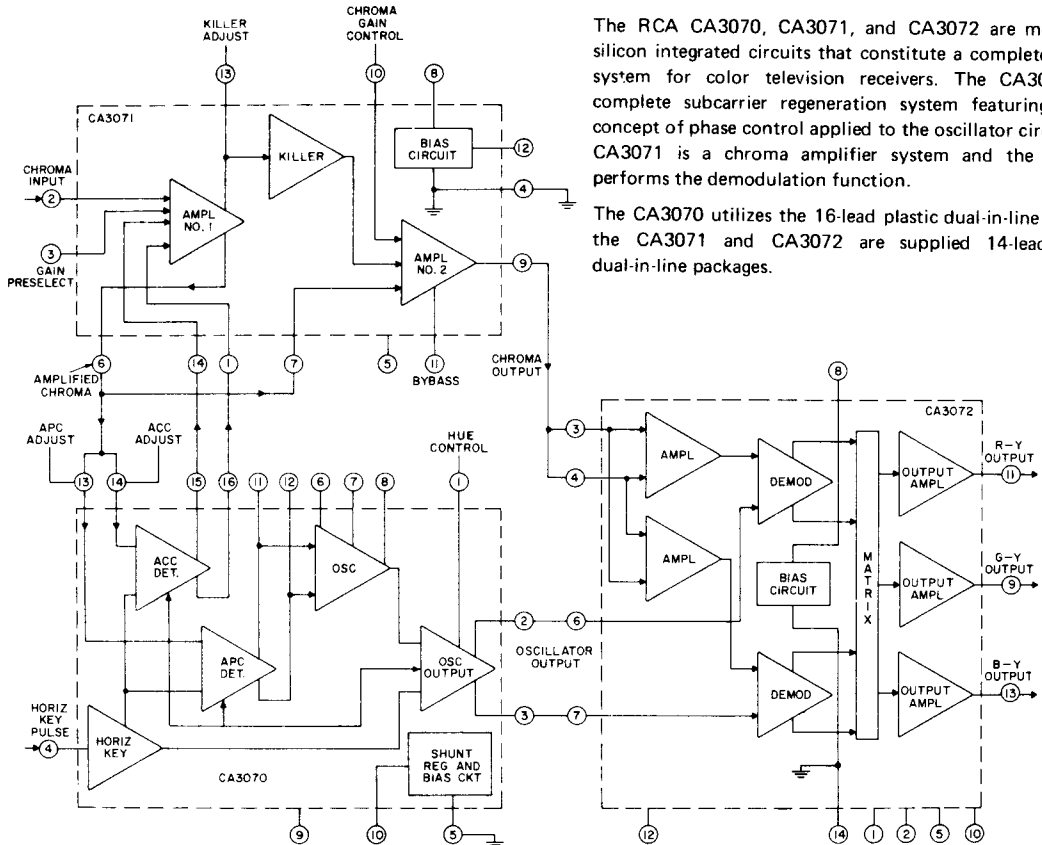 The RCA CA3070, CA3071, and CA3072 are m
silicon integrated circuits that constitute a complete
system for color television receivers. The CA30
complete subcarrier regeneration system featuring
concept of phase control applied to the oscillator cir
CA3071 is a chroma amplifier system and the
performs the demodulation function.
The CA3070 utilizes the 16-lead plastic dual-in-line
the CA3071 and CA3072 are supplied 14-lead
dual-in-line packages.
KILLER
ADJUST
13
CHROMA
GAIN
CONTROL
10
8
CA3071
BIAS
CIRCUIT
12
4
KILLER
CHROMA
INPUT
2
AMPL
NO. 1
3
GAIN
PRESELECT
AMPL
NO. 2
9
6
14
1
7
5
11
BYBASS
AMPLIFIED
CHROMA
CHROMA
OUTPUT
APC
ADJUST
ACC
ADJUST
13
14
15
16
11
12
6
7
8
HUE
CONTROL
1
ACC
DET.
OSC
APC
DET.
OSC
OUTPUT
HORIZ
KEY
PULSE
4
HORIZ
KEY
CA3070
SHUNT
REG AND
BIAS CKT
9
10
5
2
6
OSCILLATOR
OUTPUT
3
7
8
CA3072
3
4
AMPL
AMPL
DEMOD
BIAS
CIRCUIT
DEMOD
MATRIX
OUTPUT
AMPL
R-Y
OUTPUT
11
OUTPUT
AMPL
G-Y
OUTPUT
9
OUTPUT
AMPL
B-Y
OUTPUT
13
12
14
1
2
5
10